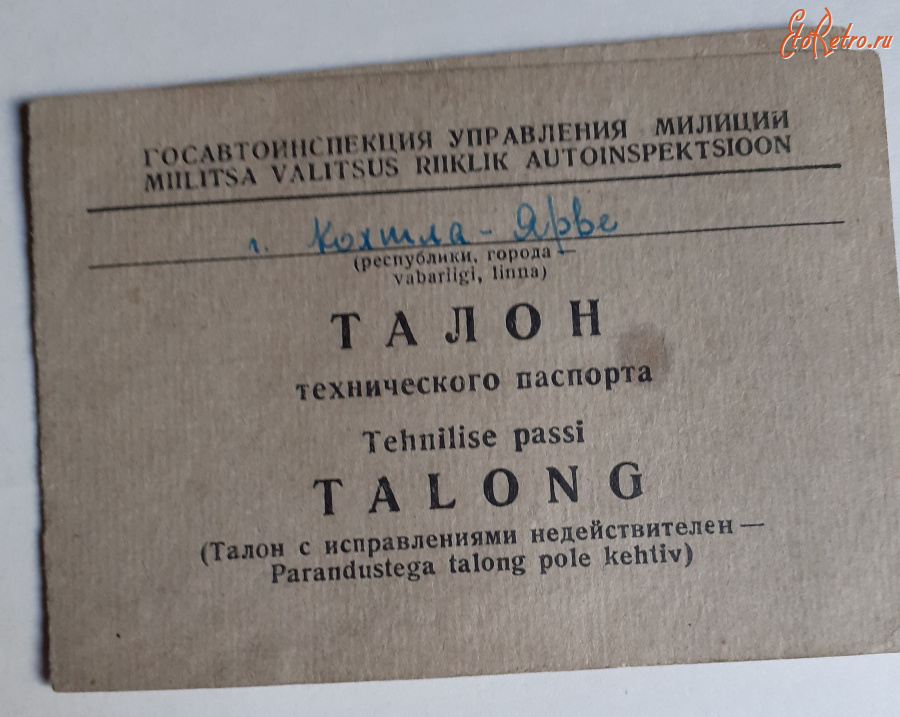 EtoRetro.ru
ГОСАВТОИНСПЕКЦИЯ УПРАВЛЕНИЯ МИЛИЦИИ
MIILITSA VALITSUS RIIKLIK AUTOINSPEKTSIOON
г. Кохтла-Ярве
(республики, города —
vabariigi, linna)
ТАЛОН
технического паспорта
Tehnilise passi
TALONG
(Талон с исправлениями недействителен —
Parandustega talong pole kehtiv)